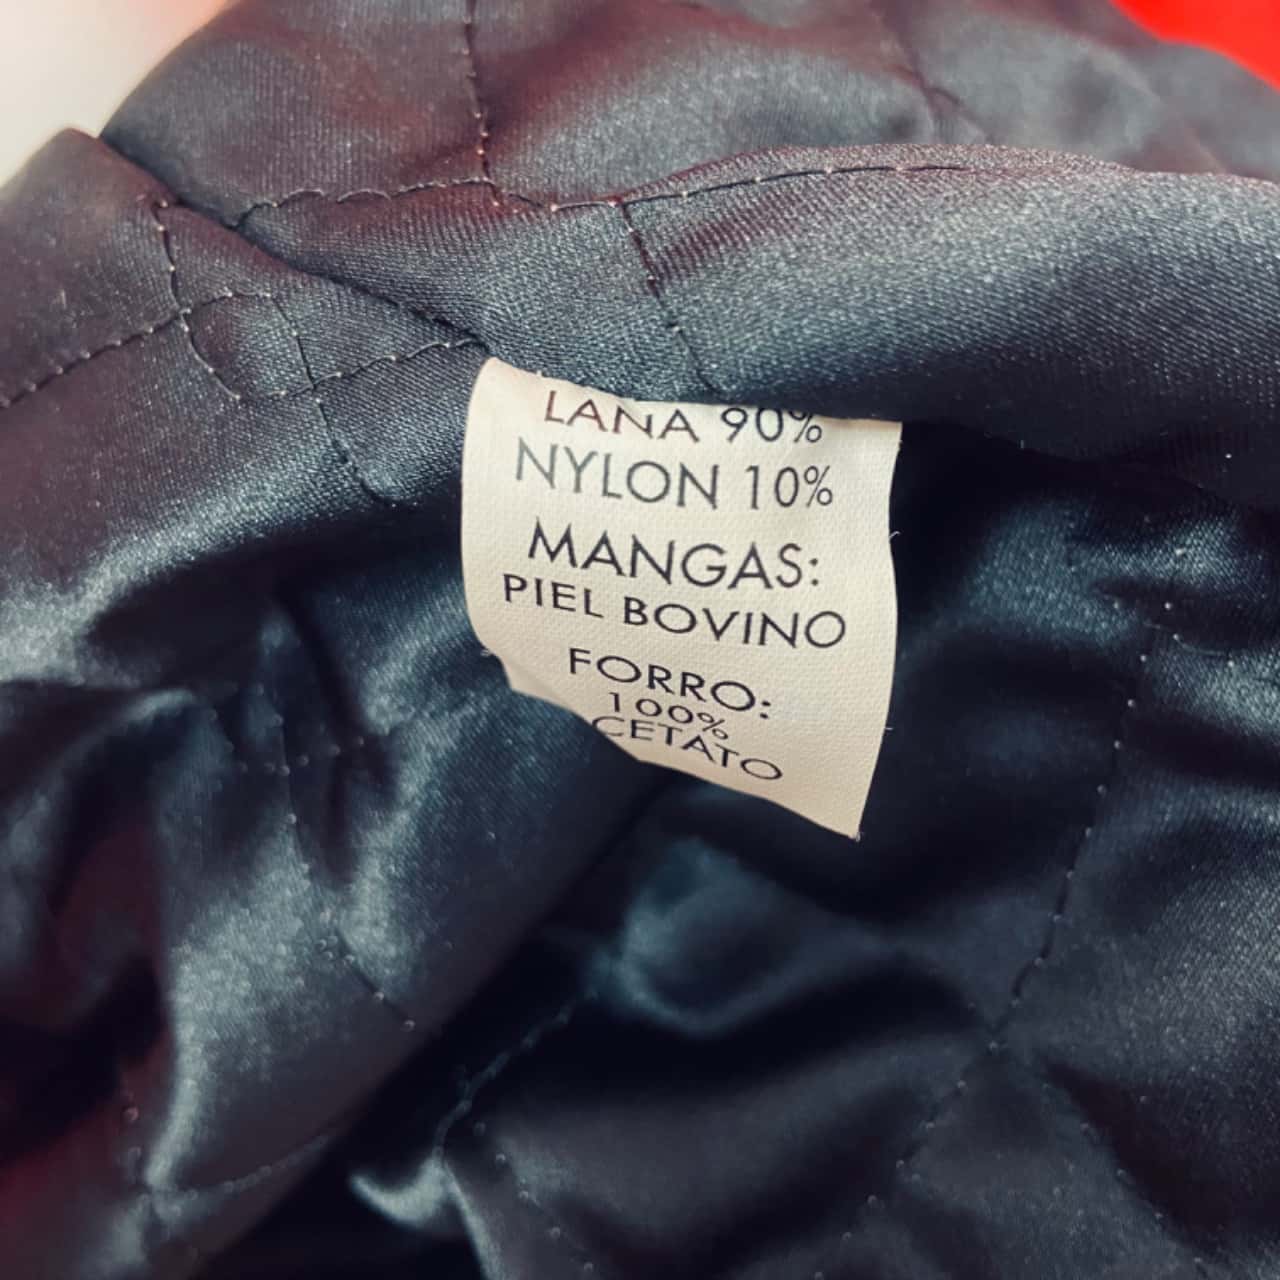 LANA 90%
NYLON 10%
MANGAS:
PIEL BOVINO
FORRO:
100%
CETATO